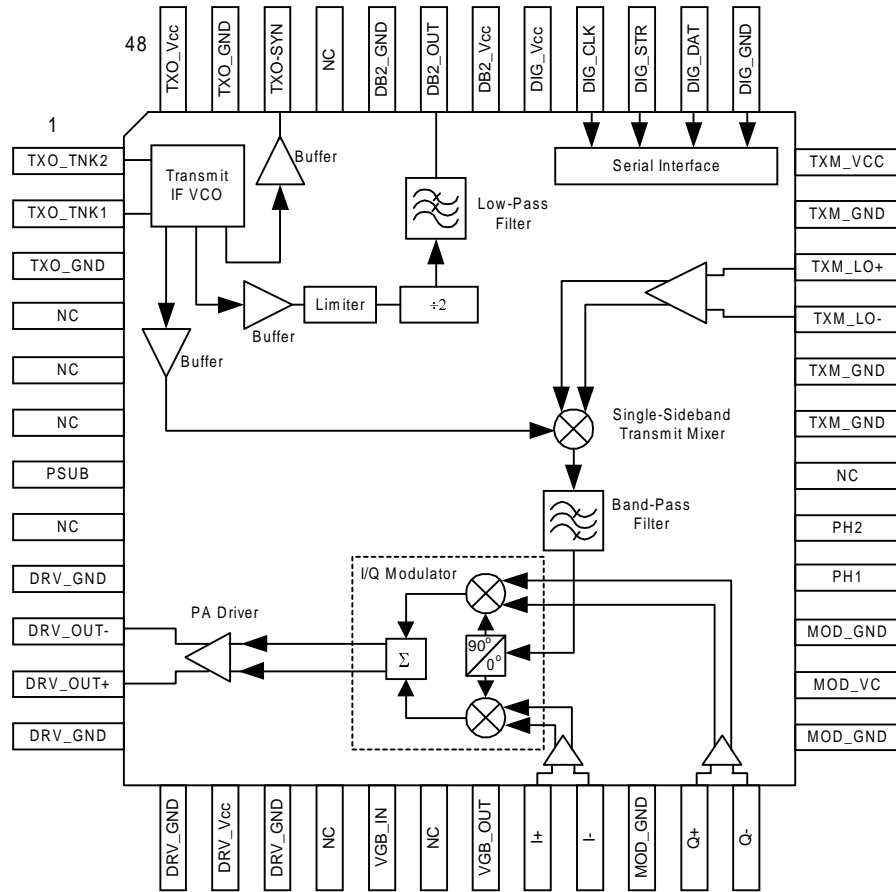 48
TXO_Vcc
TXO_GND
TXO-SYN
NC
DB2_GND
DB2_OUT
DB2_Vcc
DIG_Vcc
DIG_CLK
DIG_STR
DIG_DAT
DIG_GND
1
TXO_TNK2
TXO_TNK1
TXO_GND
NC
NC
NC
PSUB
NC
DRV_GND
DRV_OUT-
DRV_OUT+
DRV_GND
Transmit
IF VCO
Buffer
Low-Pass
Filter
Serial Interface
Buffer
Limiter
÷2
Buffer
Single-Sideband
Transmit Mixer
Band-Pass
Filter
I/Q Modulator
PA Driver
Σ
90°
0°
TXM_VCC
TXM_GND
TXM_LO+
TXM_LO-
TXM_GND
TXM_GND
NC
PH2
PH1
MOD_GND
MOD_VC
MOD_GND
DRV_GND
DRV_Vcc
DRV_GND
NC
VGB_IN
NC
VGB_OUT
I+
I-
MOD_GND
Q+
Q-